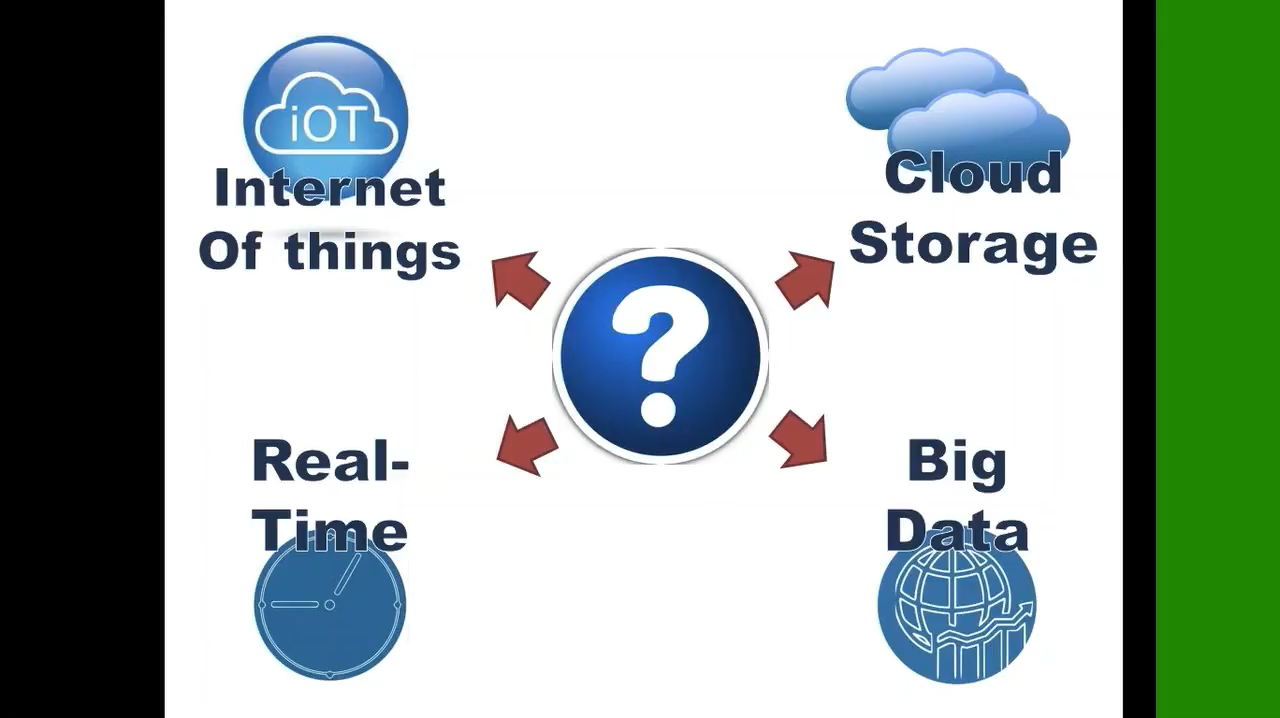 iOT
Internet
Of things
Cloud
Storage
?
Real-
Time
Big
Data